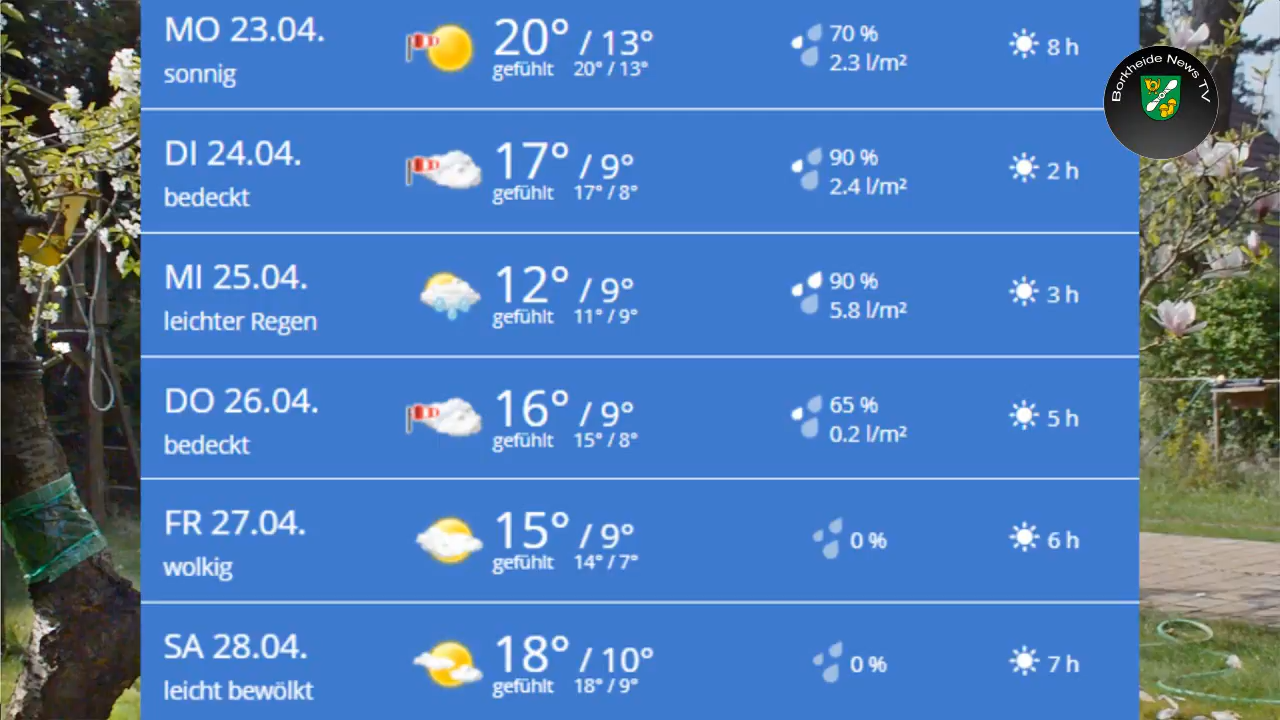 MO 23.04.
sonnig
20° / 13°
gefühlt 20° / 13°
70 %
2.3 l/m²
8 h
Borkheide News TV
DI 24.04.
bedeckt
17° / 9°
gefühlt 17° / 8°
90 %
2.4 l/m²
2 h
MI 25.04.
leichter Regen
12° / 9°
gefühlt 11° / 9°
90 %
5.8 l/m²
3 h
DO 26.04.
bedeckt
16° / 9°
gefühlt 15° / 8°
65 %
0.2 l/m²
5 h
FR 27.04.
wolkig
15° / 9°
gefühlt 14° / 7°
0 %
6 h
SA 28.04.
leicht bewölkt
18° / 10°
gefühlt 18° / 9°
0 %
7 h